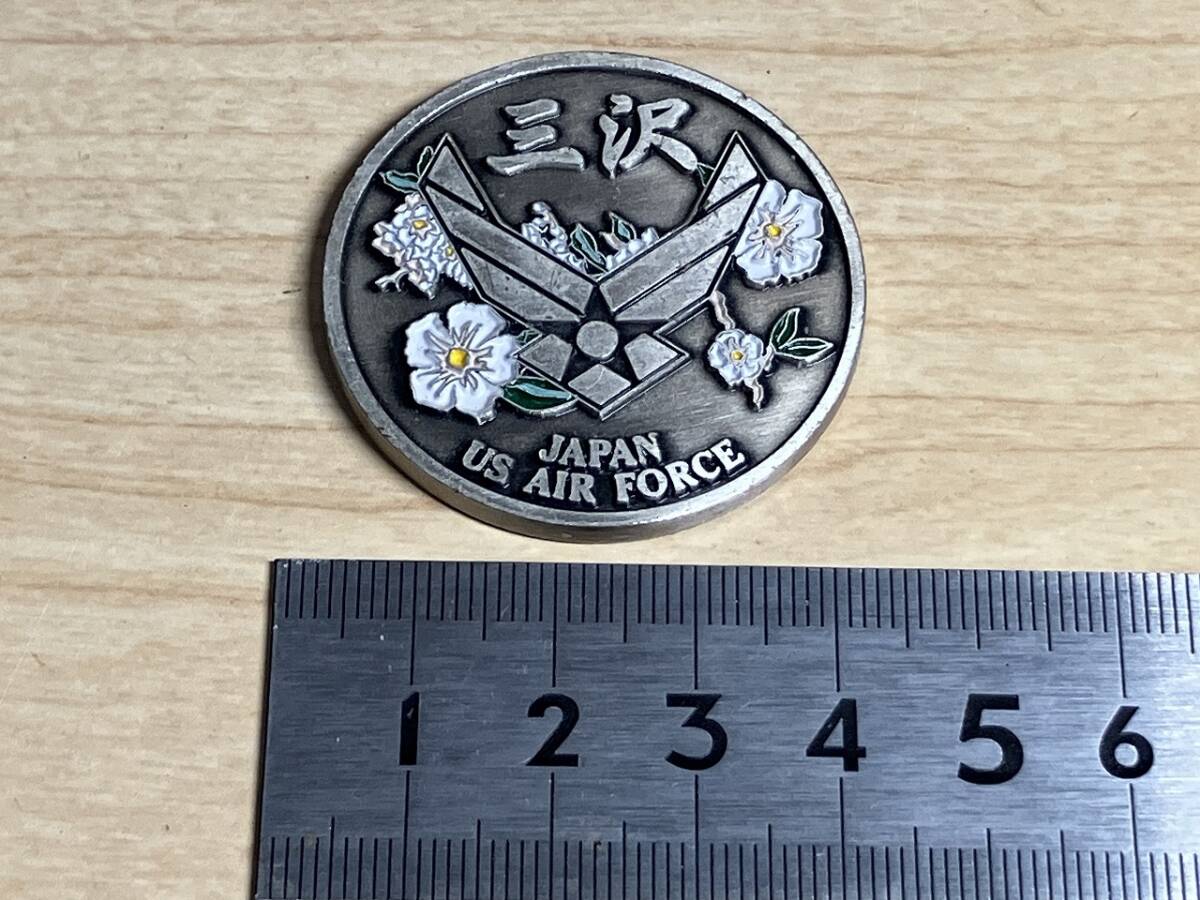 三沢
JAPAN
US AIR FORCE
1 2 3 4 5 6